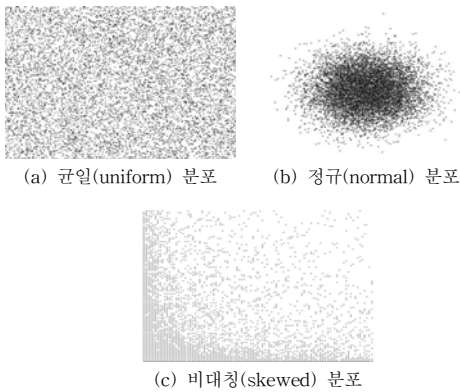 (a) 균일(uniform) 분포
(b) 정규(normal) 분포
(c) 비대칭(skewed) 분포